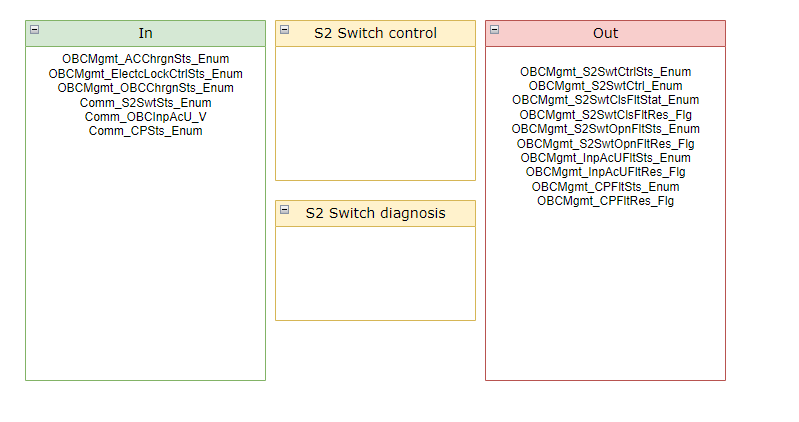 In
OBCMgmt_ACChrgnSts_Enum
OBCMgmt_ElectcLockCtrlSts_Enum
OBCMgmt_OBCChrgnSts_Enum
Comm_S2SwtSts_Enum
Comm_OBCInpAcU_V
Comm_CPSts_Enum
S2 Switch control
S2 Switch diagnosis
Out
OBCMgmt_S2SwtCtrlSts_Enum
OBCMgmt_S2SwtCtrl_Enum
OBCMgmt_S2SwtClsFltStat_Enum
OBCMgmt_S2SwtClsFltRes_Flg
OBCMgmt_S2SwtOpnFltSts_Enum
OBCMgmt_S2SwtOpnFltRes_Flg
OBCMgmt_InpAcUFltSts_Enum
OBCMgmt_InpAcUFltRes_Flg
OBCMgmt_CPFltSts_Enum
OBCMgmt_CPFltRes_Flg